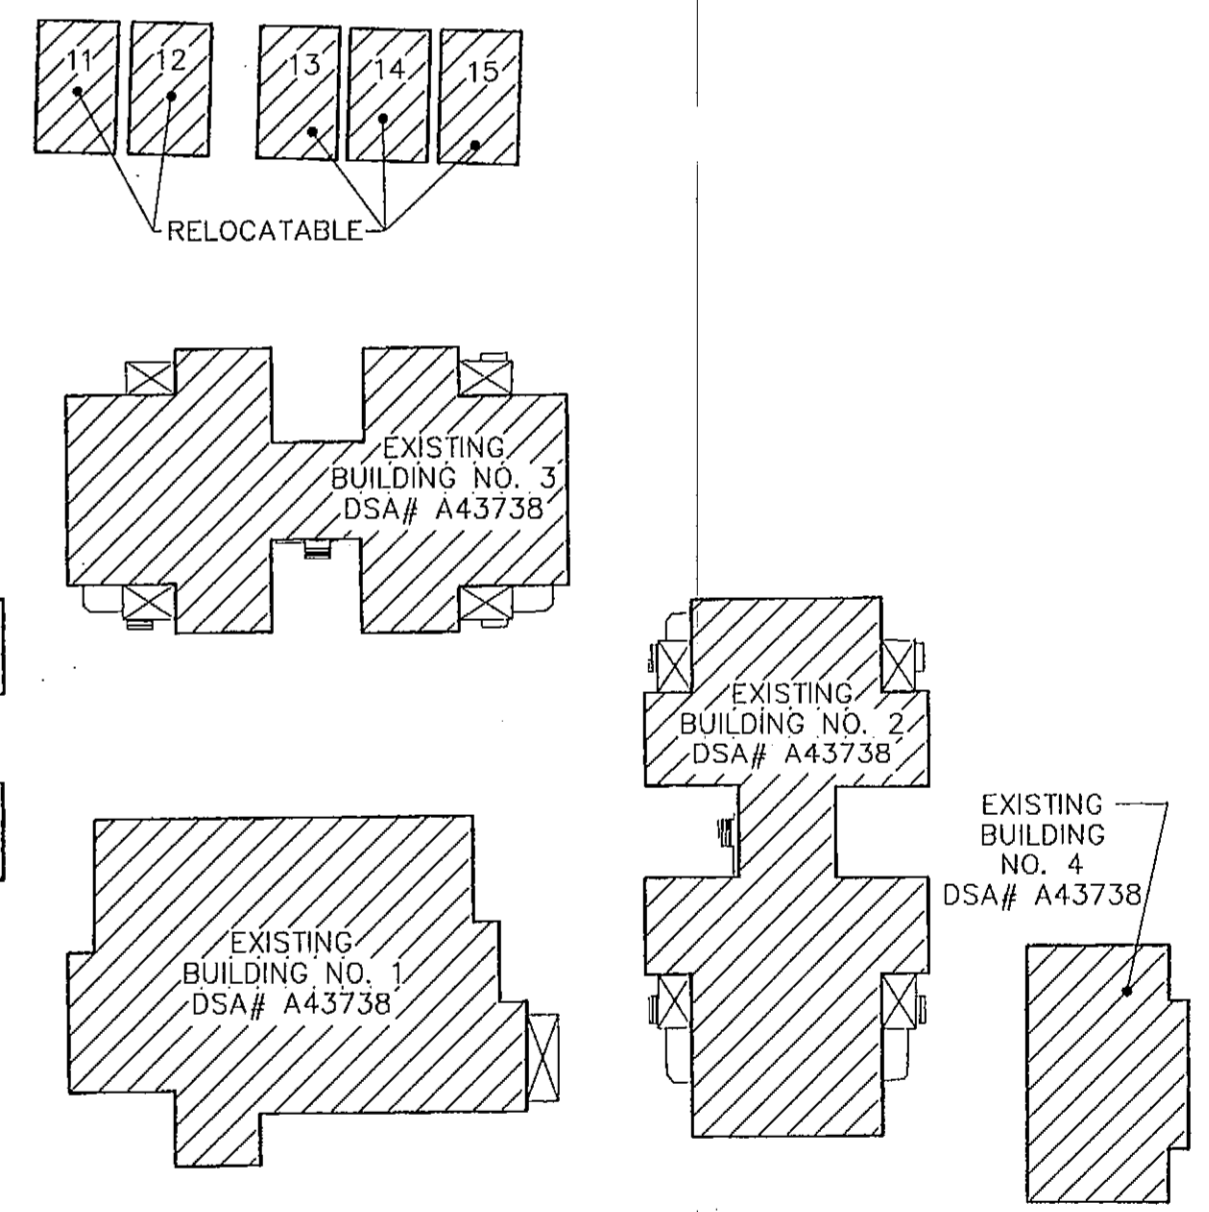 11 12 13 14 15
RELOCATABLE
EXISTING
BUILDING NO. 3
DSA# A43738
EXISTING
BUILDING NO. 2
DSA# A43738
EXISTING
BUILDING
NO. 4
DSA# A43738
EXISTING
BUILDING NO. 1
DSA# A43738